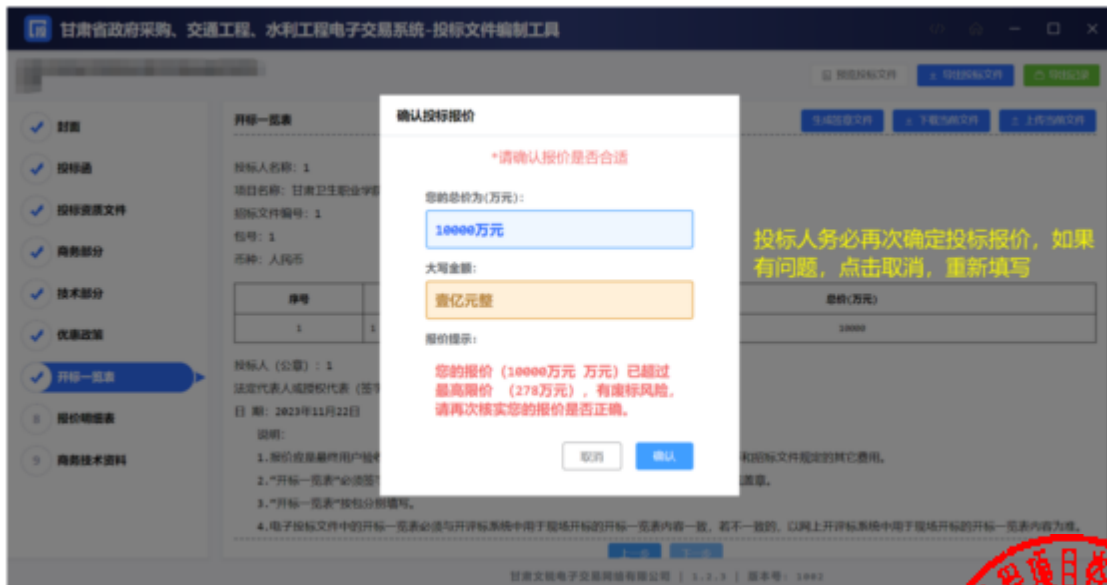 甘肃省政府采购、交通工程、水利工程电子交易系统-投标文件编制工具
预览投标文件
导出投标文件
导出记录
封面
投标函
投标资质文件
商务部分
技术部分
优惠政策
开标一览表
8 报价明细表
9 商务技术资料
开标一览表
生成签章文件
下载当前文件
上传当前文件
投标人名称：1
项目名称：甘肃卫生职业学院
招标文件编号：1
包号：1
币种：人民币
序号
总价(万元)
1
1
10000
投标人（公章）：1
法定代表人或授权代表（签字
日 期：2023年11月22日
说明：
1.报价应是最终用户验收
和招标文件规定的其它费用。
2."开标一览表"必须签
盖章。
3."开标一览表"按包分别填写。
4.电子投标文件中的开标一览表必须与开评标系统中用于现场开标的开标一览表内容一致，若不一致的，以网上开评标系统中用于现场开标的开标一览表内容为准。
上一步
下一步
甘肃文锐电子交易网络有限公司 | 1.2.3 | 版本号：1002
确认投标报价
*请确认报价是否合适
您的总价为(万元)：
10000万元
大写金额：
壹亿元整
报价提示：
您的报价（10000万元 万元）已超过
最高限价 （278万元），有废标风险，
请再次核实您的报价是否正确。
取消
确认
投标人务必再次确定投标报价，如果
有问题，点击取消，重新填写